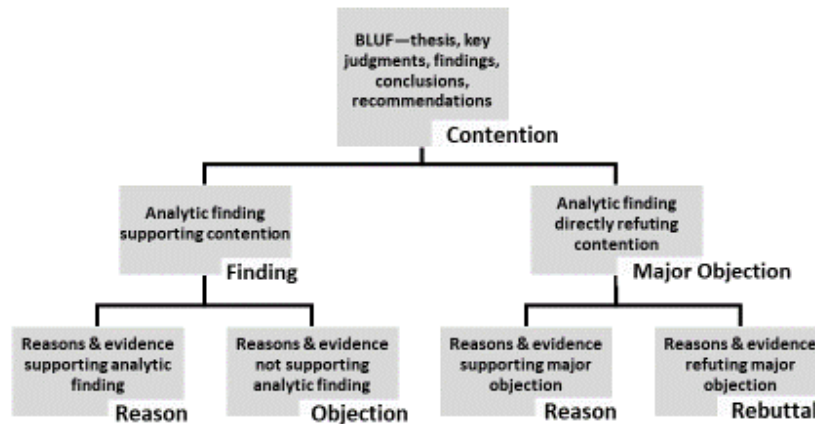 BLUF—thesis, key
judgments, findings,
conclusions,
recommendations
Contention
Analytic finding
supporting contention
Finding
Analytic finding
directly refuting
contention
Major Objection
Reasons & evidence
supporting analytic
finding
Reason
Reasons & evidence
not supporting
analytic finding
Objection
Reasons & evidence
supporting major
objection
Reason
Reasons & evidence
refuting major
objection
Rebuttal